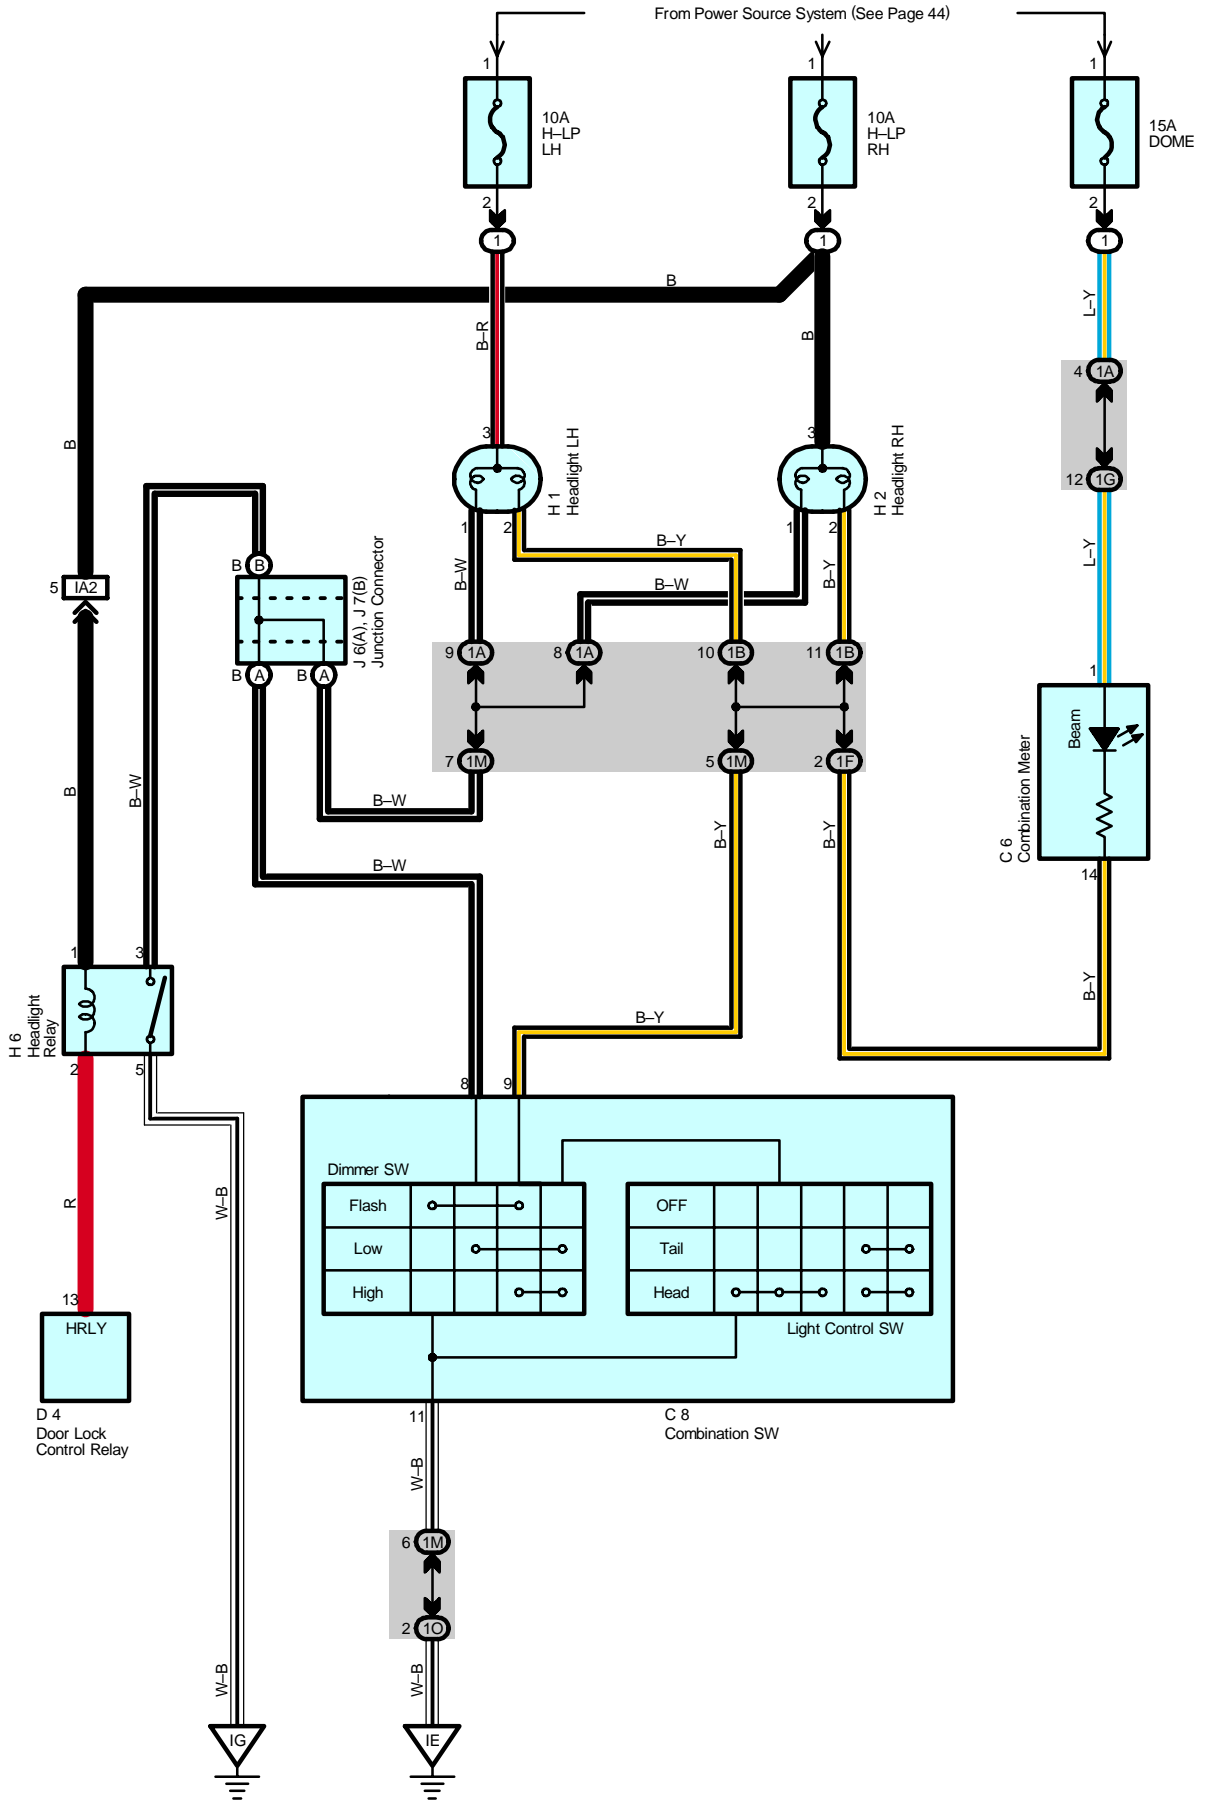 From Power Source System (See Page 44)
1
1
1
10A
H–LP
LH
10A
H–LP
RH
15A
DOME
2
2
2
1
1
1
B
B–R
B
L–Y
4
1A
12
1G
B
3
3
H 1
Headlight LH
H 2
Headlight RH
1
2
1
2
B–Y
B–W
B–W
B–Y
L–Y
5
IA2
B
B
J 6(A), J 7(B)
Junction Connector
B
A
B
A
9
1A
8
1A
10
1B
11
1B
7
1M
5
1M
2
1F
1
Beam
C 6
Combination Meter
14
B
B–W
B–W
B–W
B–Y
B–Y
B–Y
B–Y
1
3
H 6
Headlight
Relay
2
5
8
9
R
W–B
Dimmer SW
Flash
Low
High
OFF
Tail
Head
Light Control SW
13
HRLY
D 4
Door Lock
Control Relay
11
C 8
Combination SW
W–B
6
1M
2
1O
W–B
W–B
IG
IE